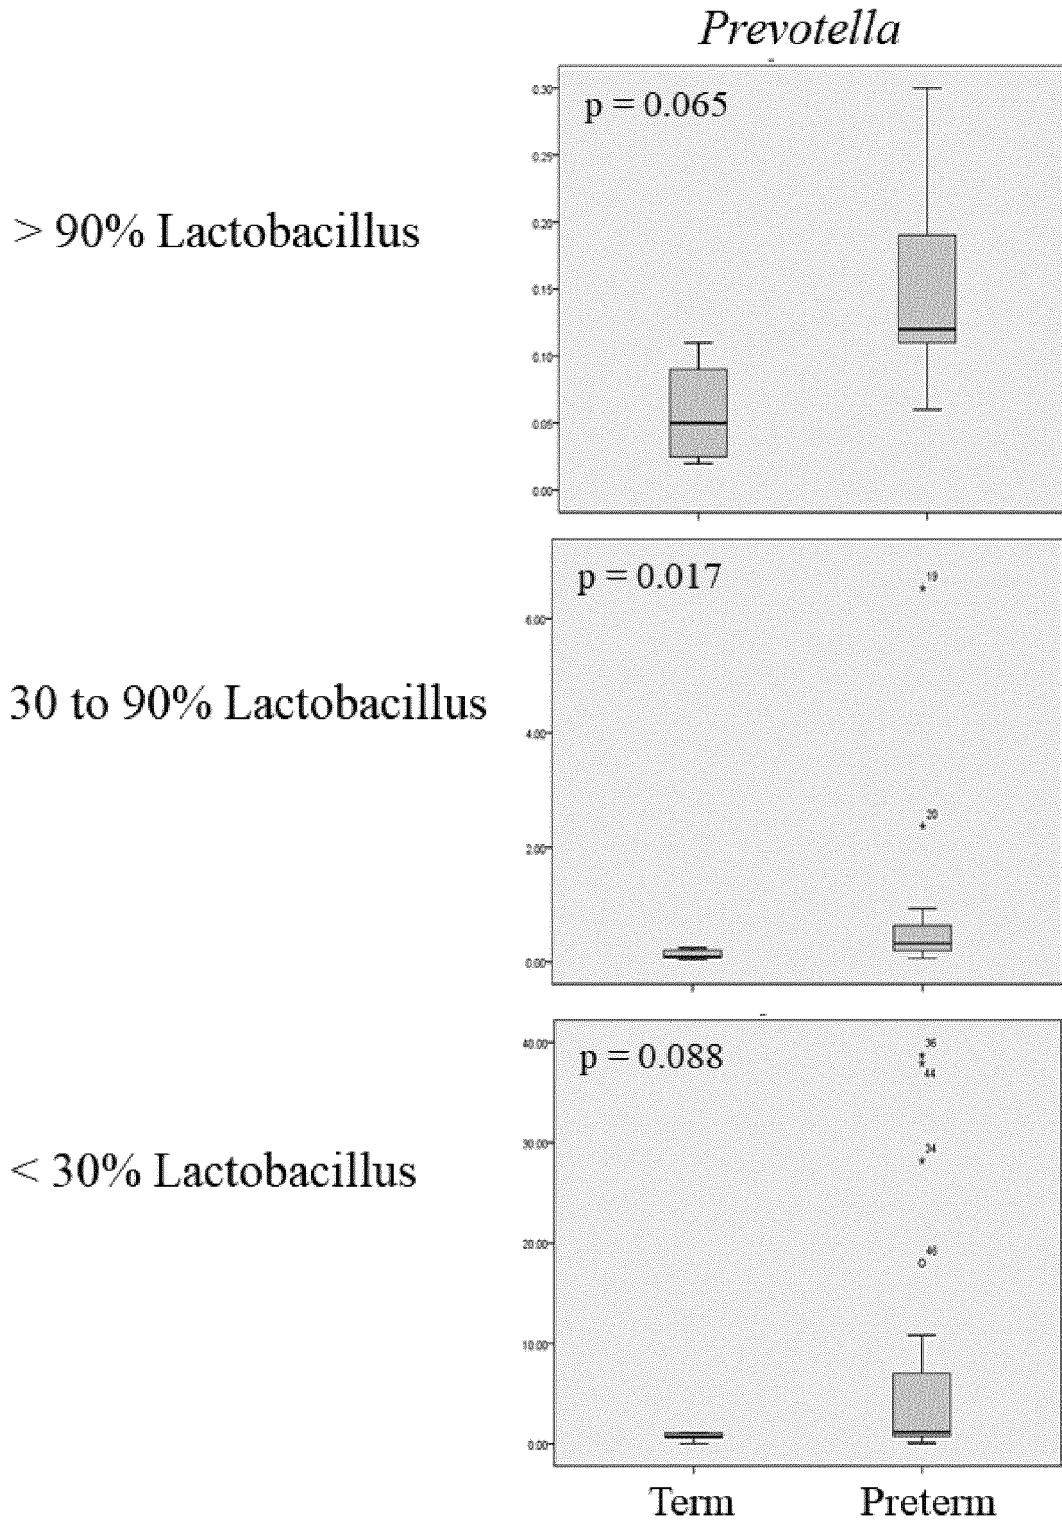 Prevotella
p = 0.065
0.30
0.25
0.20
0.15
0.10
0.05
0.00
> 90% Lactobacillus
p = 0.017
6.00
4.00
2.00
0.00
19
20
30 to 90% Lactobacillus
p = 0.088
40.00
30.00
20.00
10.00
0.00
36
44
34
46
< 30% Lactobacillus
Term Preterm